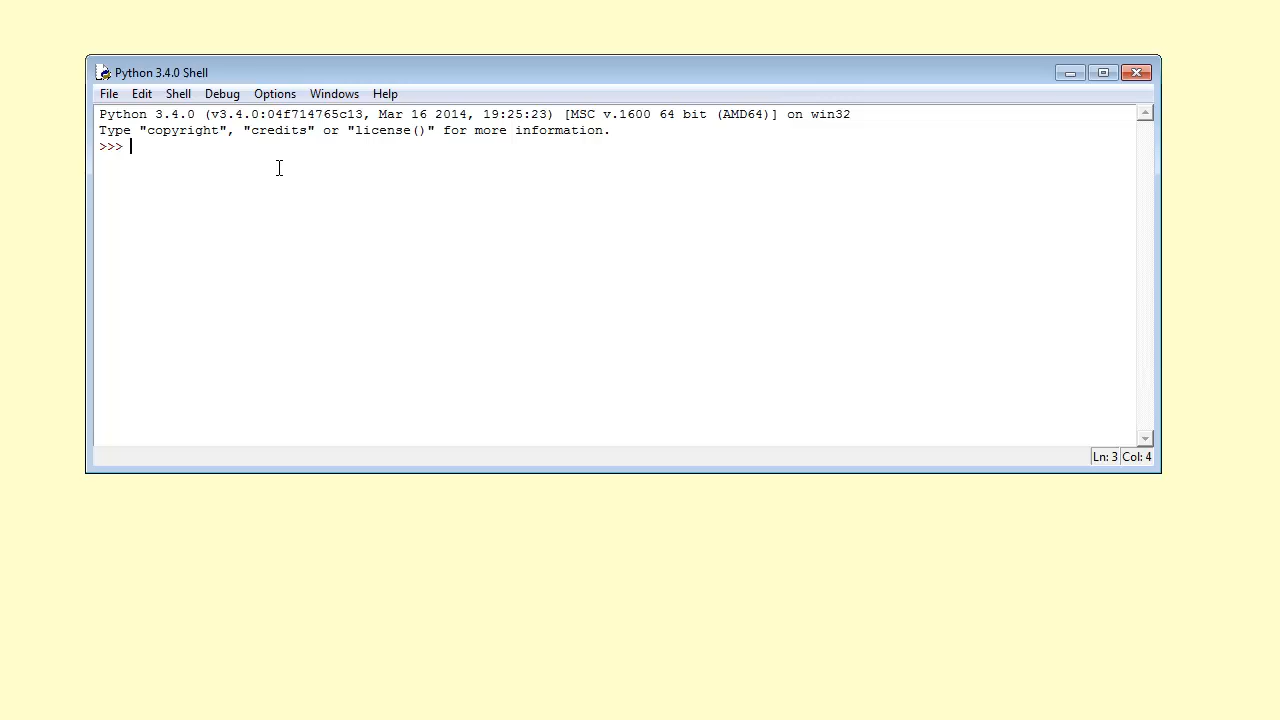 Python 3.4.0 Shell
File Edit Shell Debug Options Windows Help
Python 3.4.0 (v3.4.0:04f714765c13, Mar 16 2014, 19:25:23) [MSC v.1600 64 bit (AMD64)] on win32
Type "copyright", "credits" or "license()" for more information.
>>>
Ln: 3 Col: 4